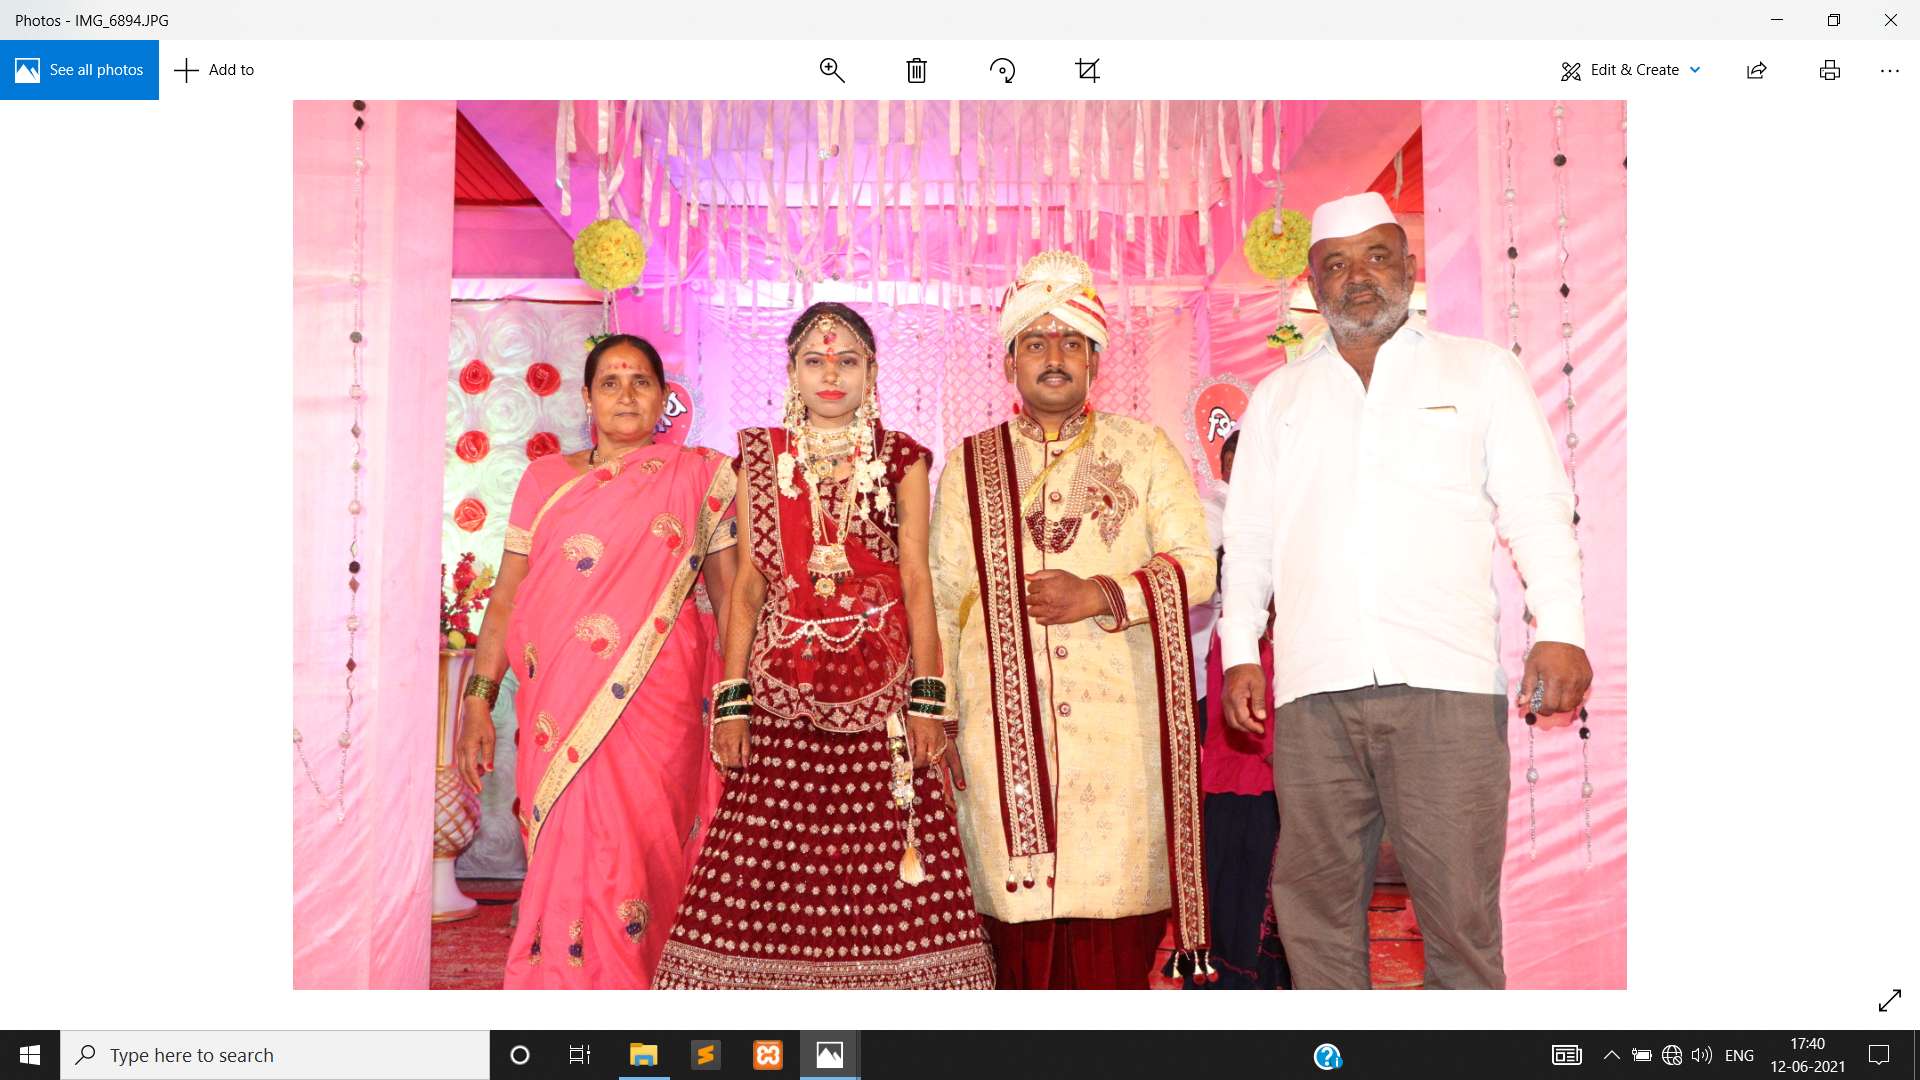 Photos - IMG_6894.JPG
See all photos
Add to
Edit & Create
Type here to search
ENG
17:40
12-06-2021